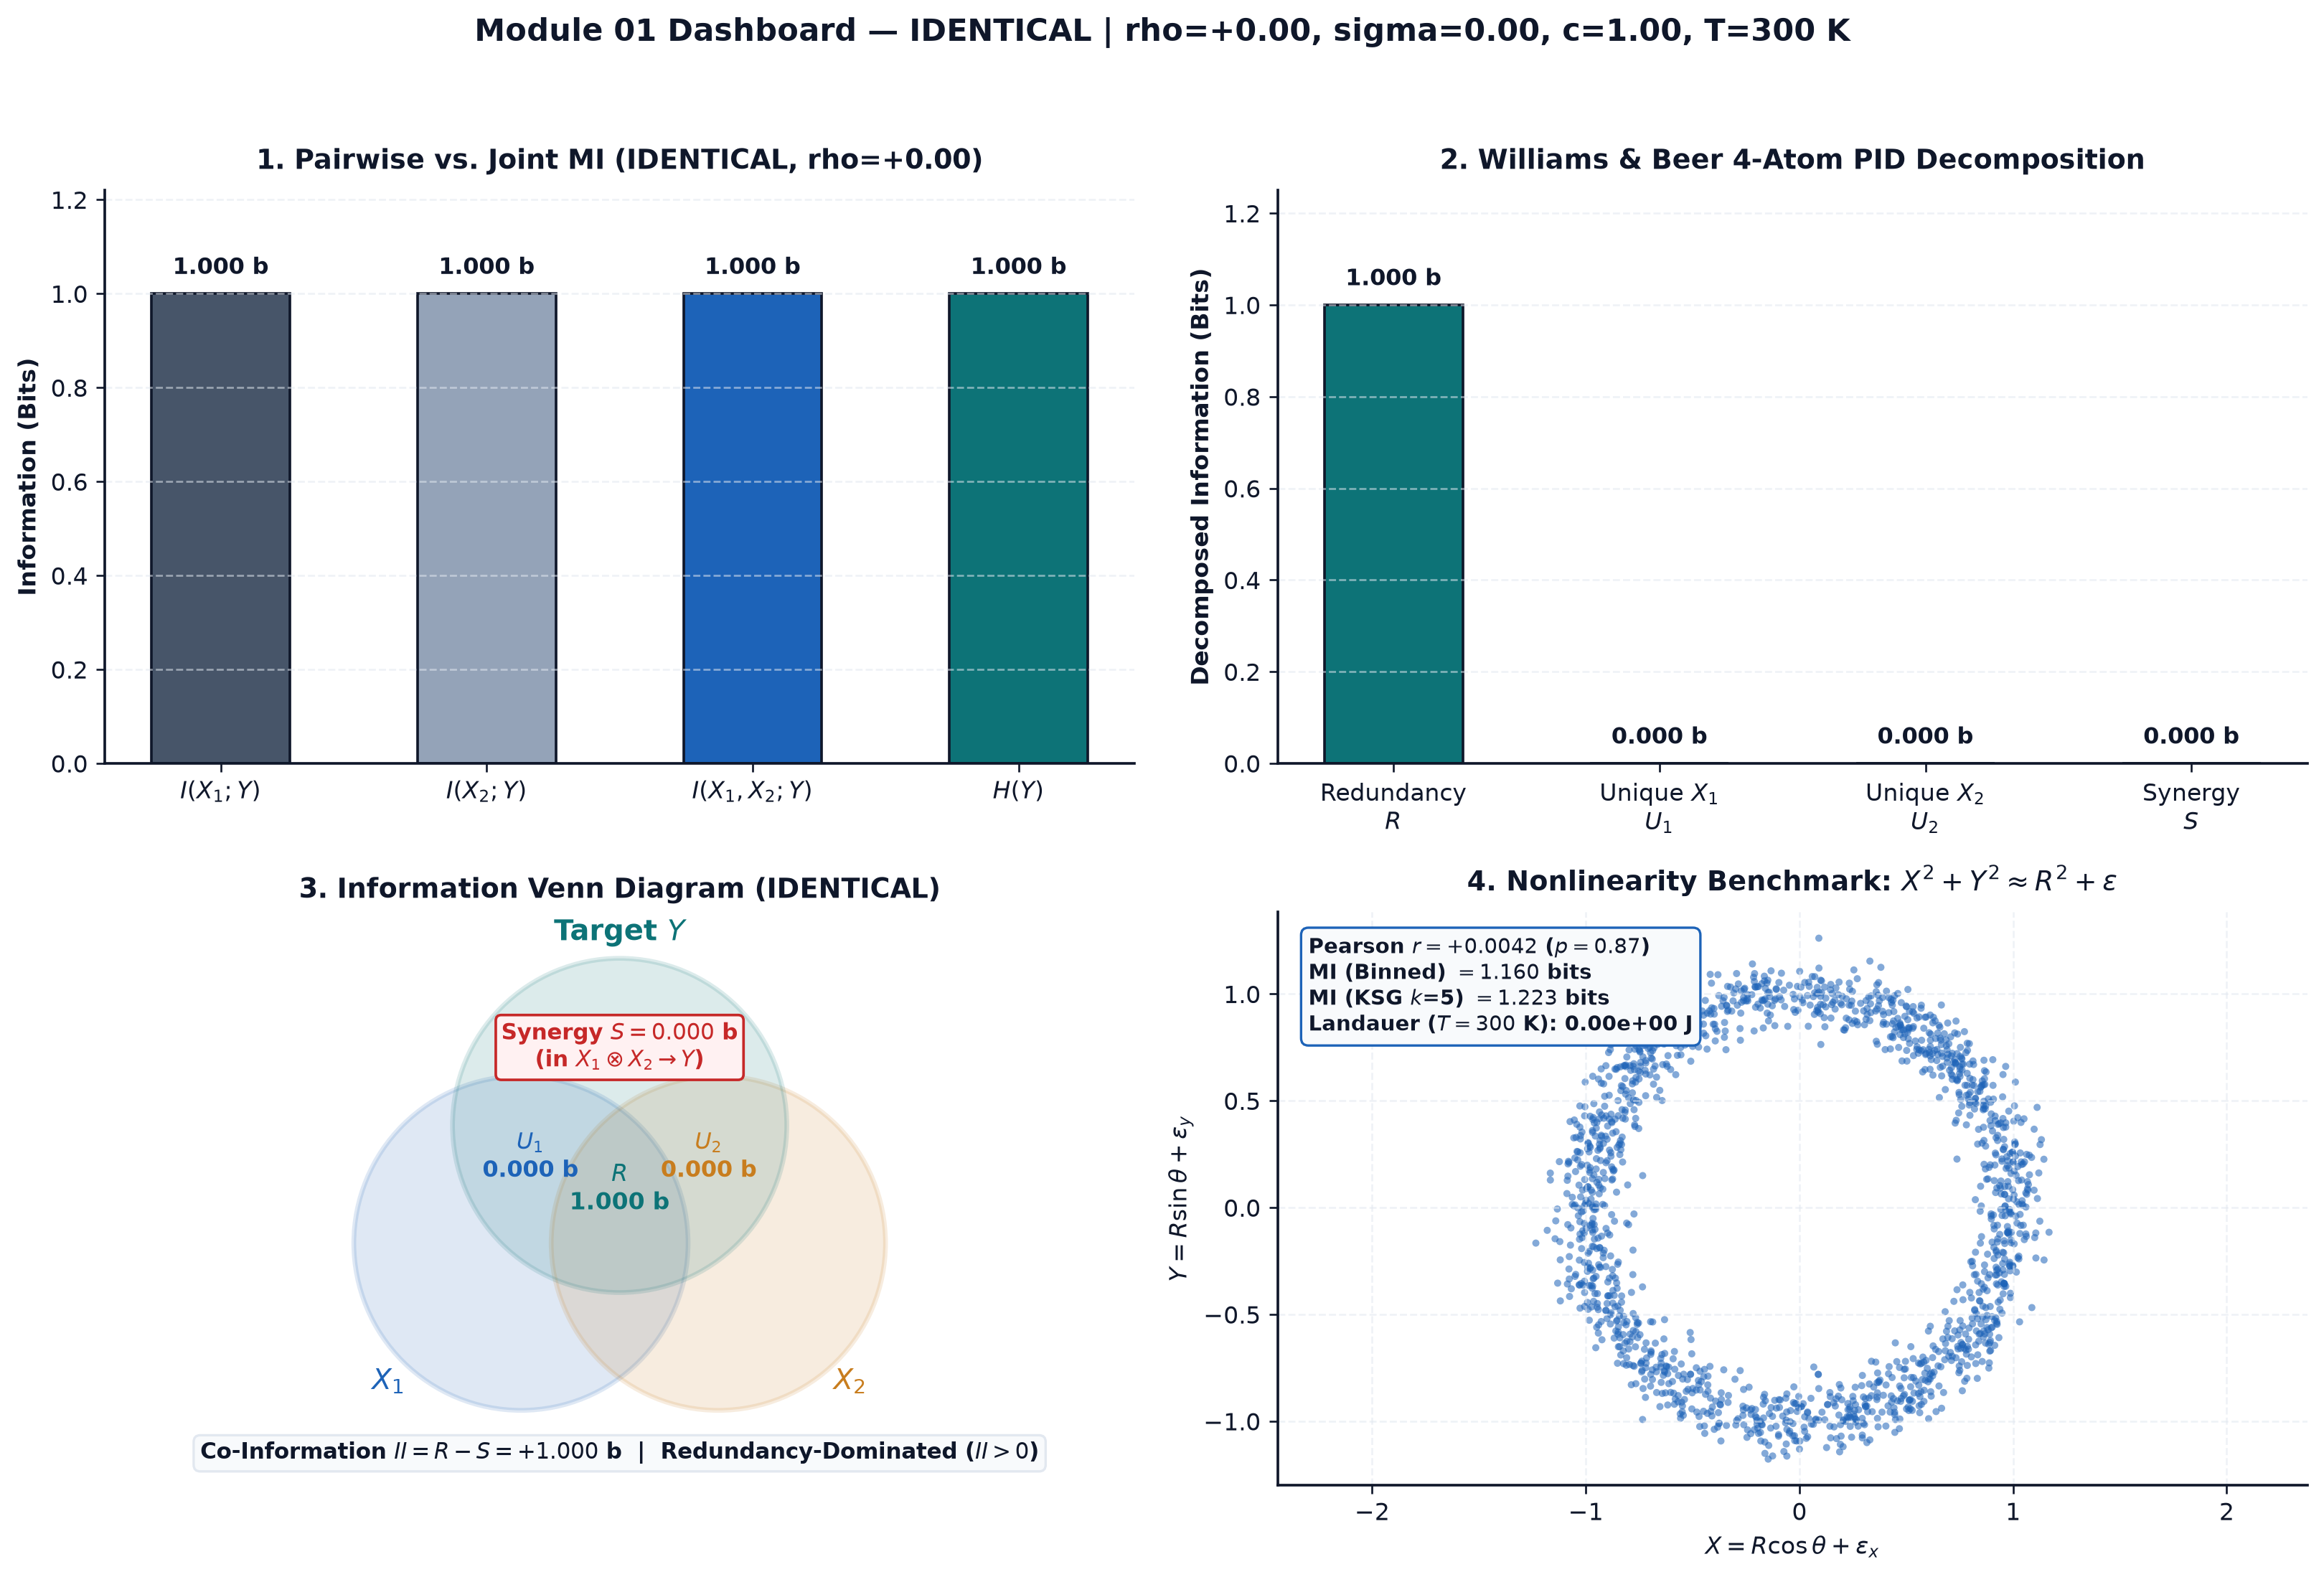 Module 01 Dashboard — IDENTICAL | rho=+0.00, sigma=0.00, c=1.00, T=300 K
1. Pairwise vs. Joint MI (IDENTICAL, rho=+0.00)
Information (Bits)
1.2
1.0
0.8
0.6
0.4
0.2
0.0
1.000 b
1.000 b
1.000 b
1.000 b
I(X₁; Y)
I(X₂; Y)
I(X₁, X₂; Y)
H(Y)
2. Williams & Beer 4-Atom PID Decomposition
Decomposed Information (Bits)
1.2
1.0
0.8
0.6
0.4
0.2
0.0
1.000 b
0.000 b
0.000 b
0.000 b
Redundancy
R
Unique X₁
U₁
Unique X₂
U₂
Synergy
S
3. Information Venn Diagram (IDENTICAL)
Target Y
Synergy S = 0.000 b
(in X₁ ⊗ X₂ → Y)
U₁
0.000 b
U₂
0.000 b
R
1.000 b
X₁
X₂
Co-Information II = R − S = +1.000 b | Redundancy-Dominated (II > 0)
4. Nonlinearity Benchmark: X² + Y² ≈ R² + ε
Pearson r = +0.0042 (p = 0.87)
MI (Binned) = 1.160 bits
MI (KSG k=5) = 1.223 bits
Landauer (T = 300 K): 0.00e+00 J
Y = R sin θ + ε_y
1.0
0.5
0.0
−0.5
−1.0
−2
−1
0
1
2
X = R cos θ + εₓ